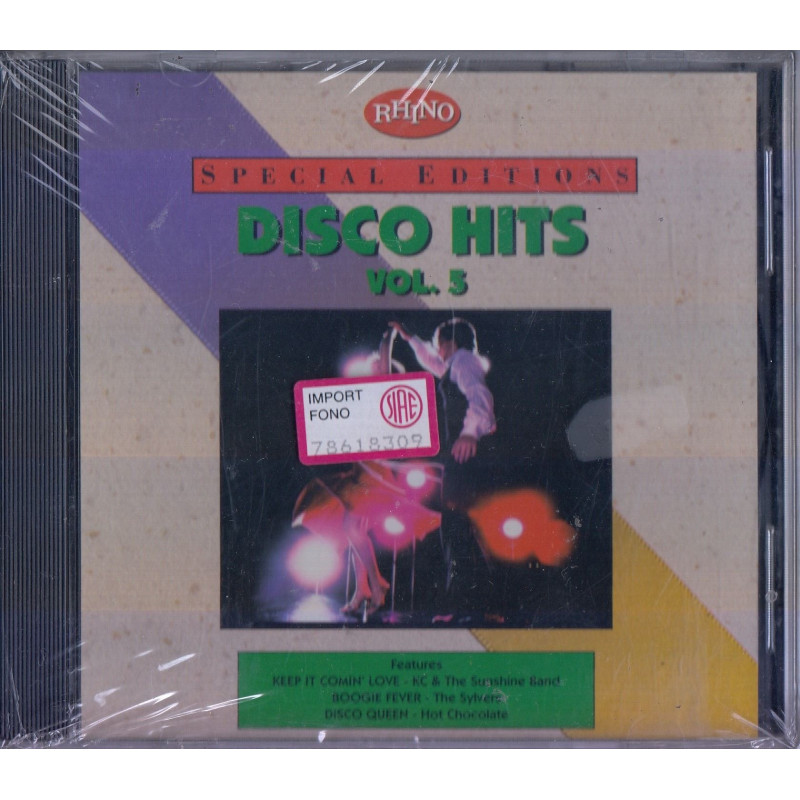 RHINO
SPECIAL EDITIONS
DISCO HITS
VOL. 5
IMPORT
FONO
SIAE
78618309
Features
KEEP IT COMIN' LOVE - KC & The Sunshine Band
BOOGIE FEVER - The Sylvers
DISCO QUEEN - Hot Chocolate